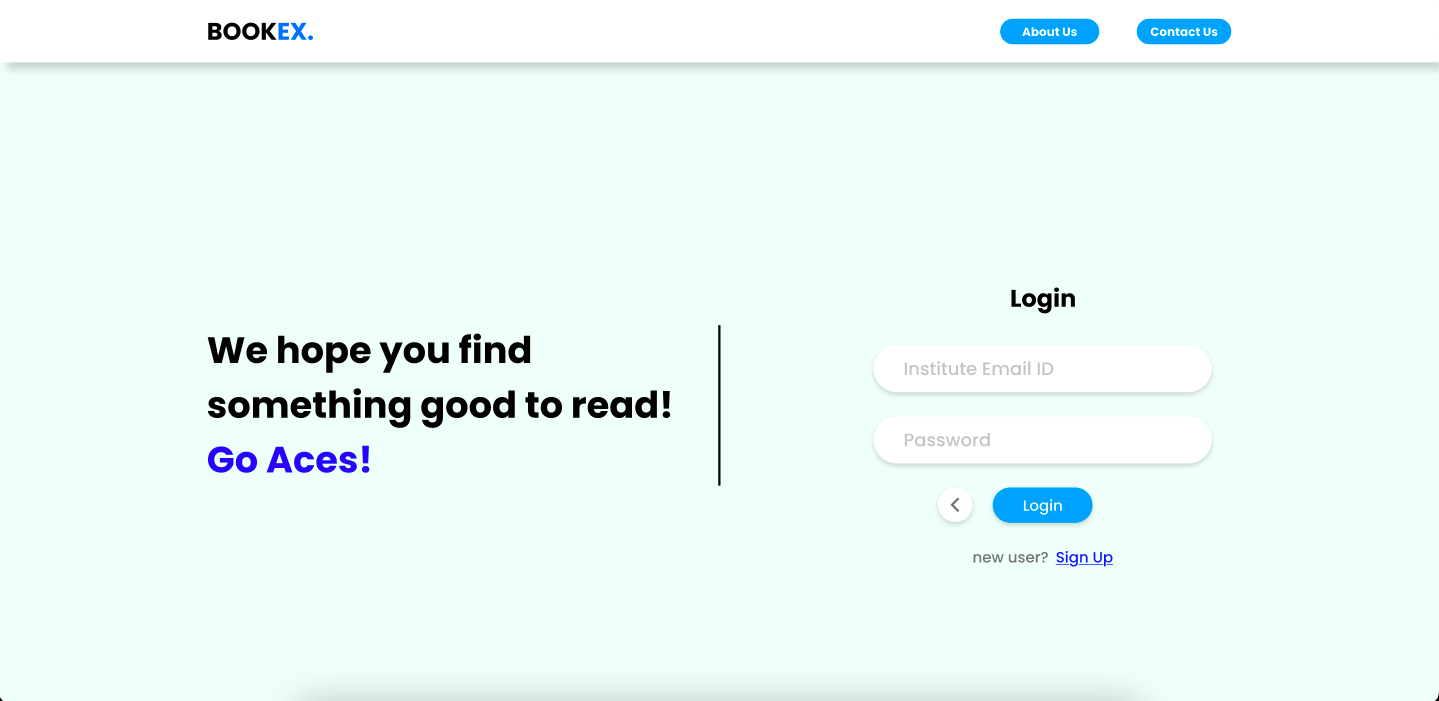 BOOKEX.
About Us
Contact Us
We hope you find
something good to read!
Go Aces!
Login
Institute Email ID
Password
Login
new user? Sign Up